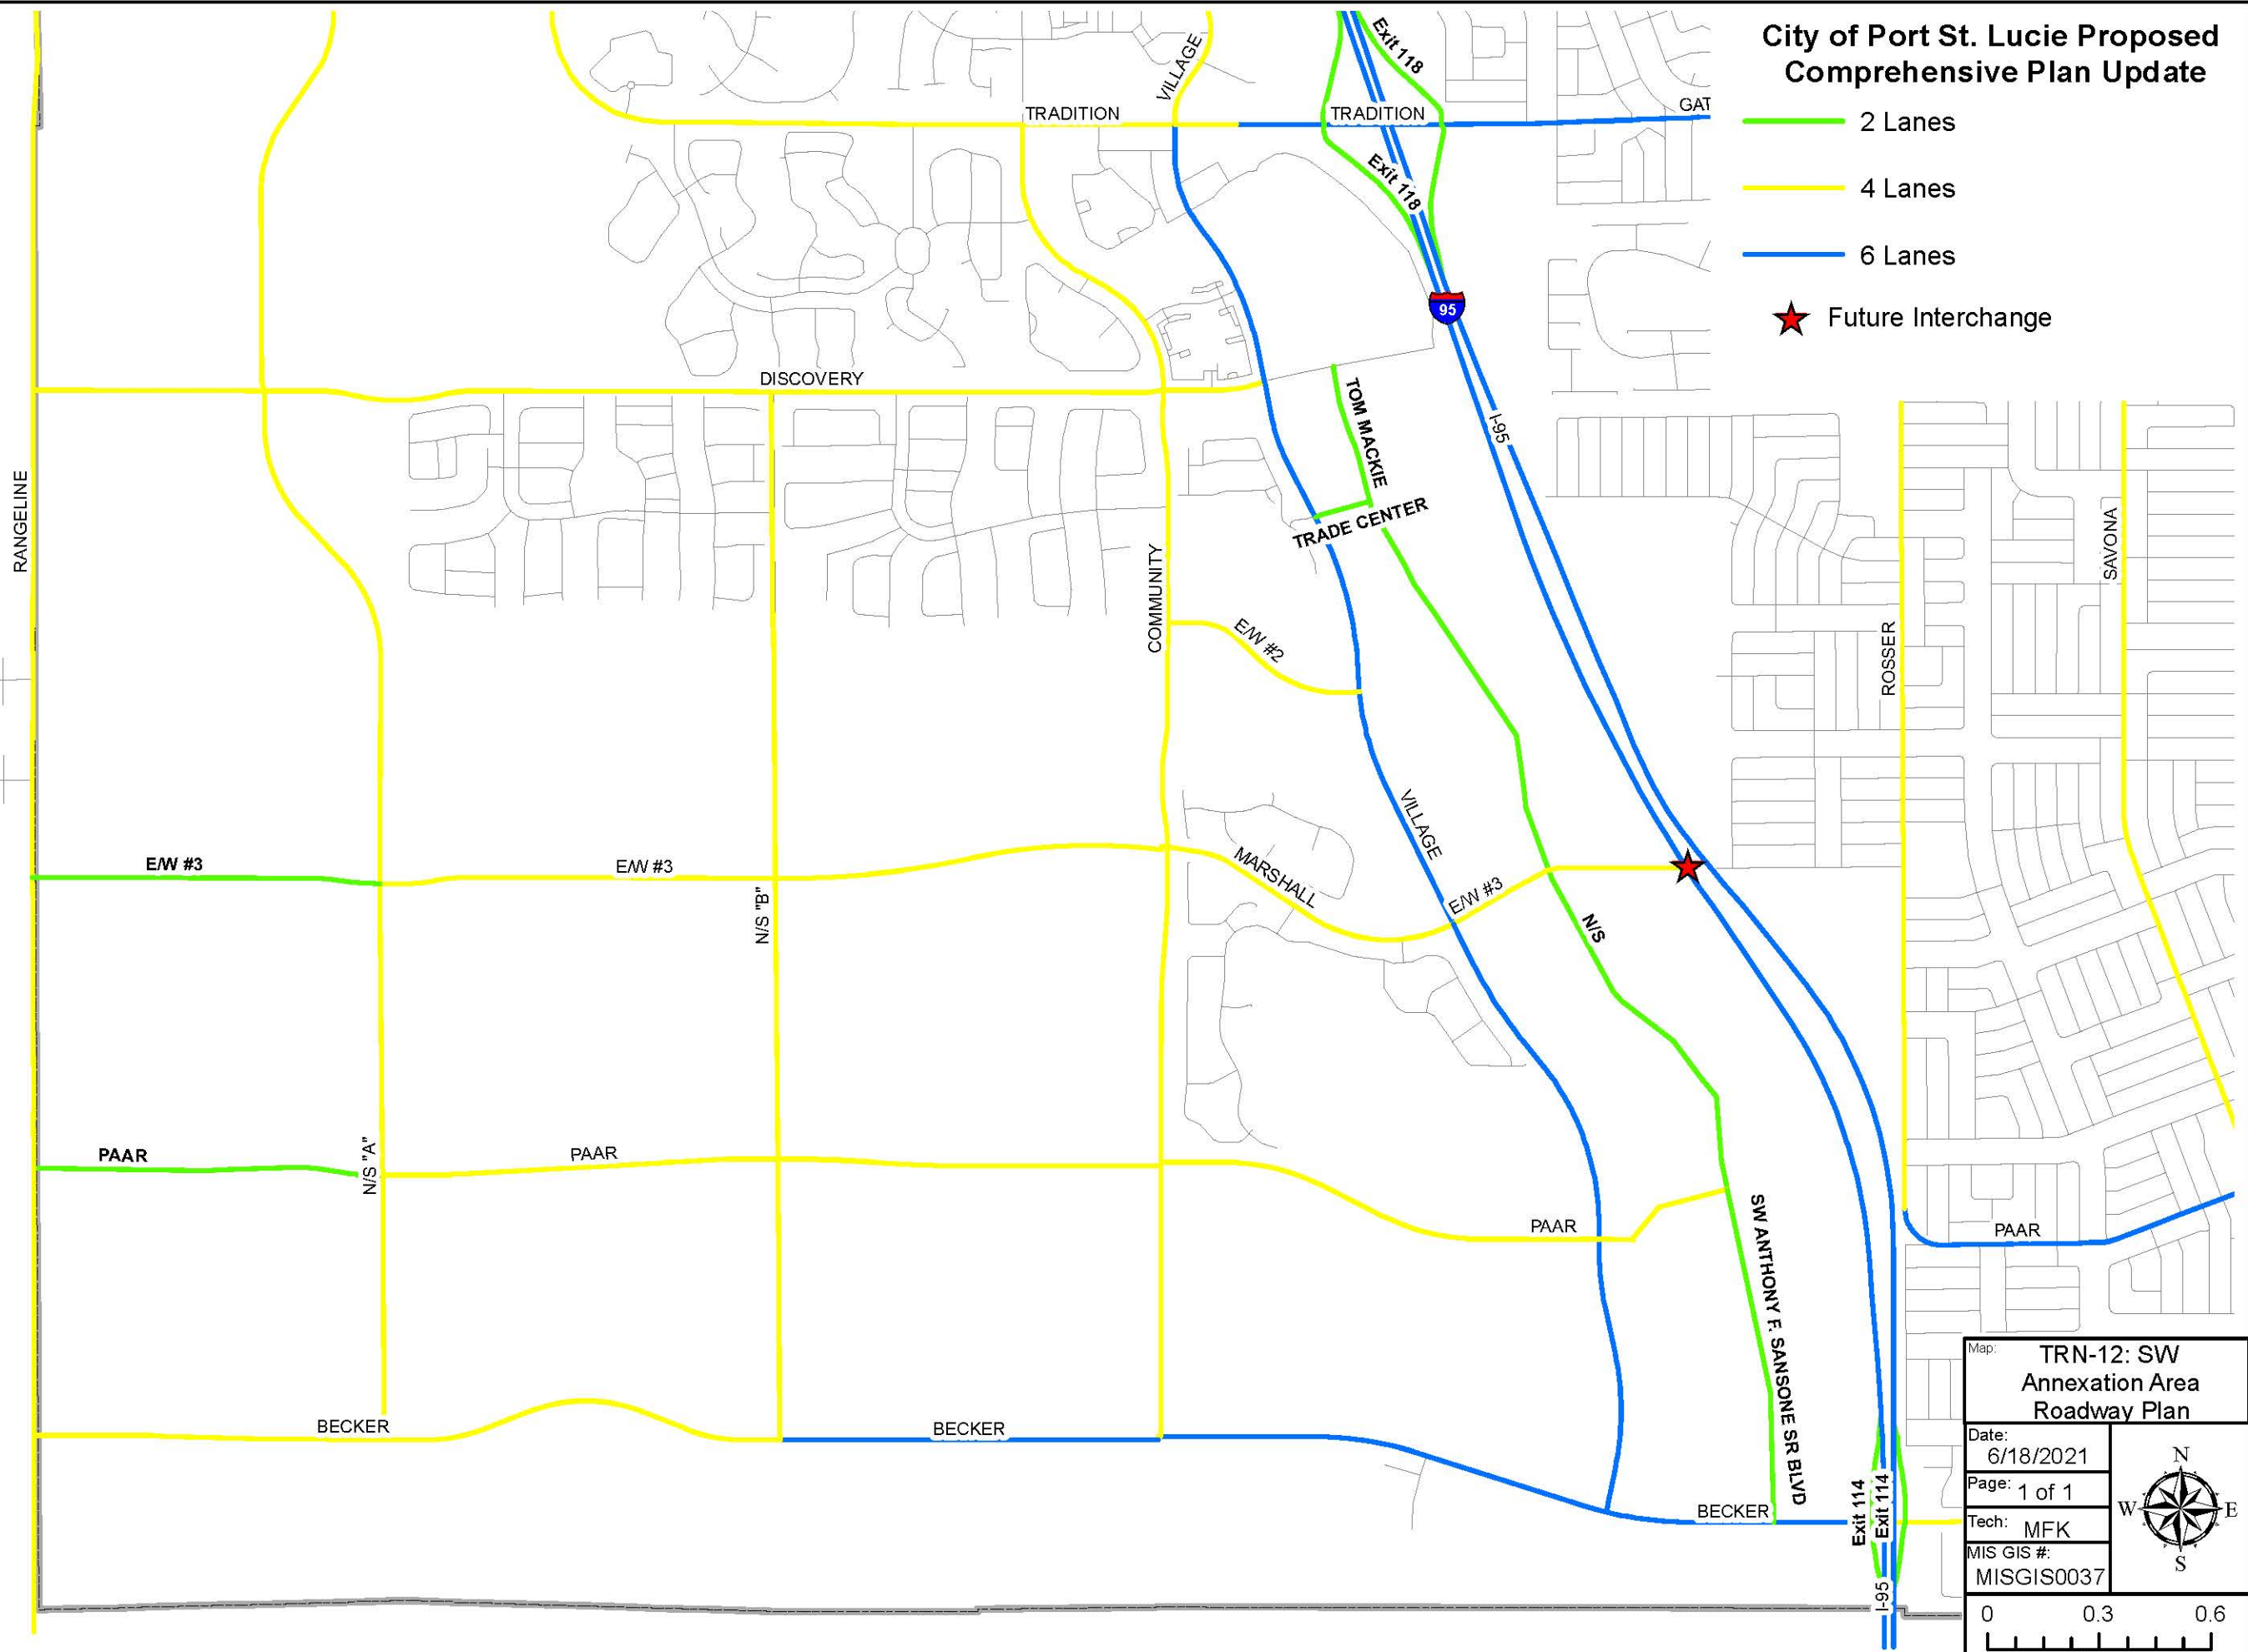 City of Port St. Lucie Proposed
Comprehensive Plan Update
2 Lanes
4 Lanes
6 Lanes
Future Interchange
Exit 118
VILLAGE
TRADITION
TRADITION
GAT
Exit 118
95
DISCOVERY
TOM MACKIE
I-95
RANGELINE
TRADE CENTER
SAVONA
COMMUNITY
E/W #2
ROSSER
VILLAGE
E/W #3
E/W #3
MARSHALL
E/W #3
N/S "B"
N/S
PAAR
N/S "A"
PAAR
PAAR
PAAR
SW ANTHONY F. SANSONE SR BLVD
BECKER
BECKER
BECKER
Exit 114
Exit 114
I-95
Map:
TRN-12: SW
Annexation Area
Roadway Plan
Date:
6/18/2021
Page: 1 of 1
Tech: MFK
MIS GIS #:
MISGIS0037
N
W
E
S
0 0.3 0.6